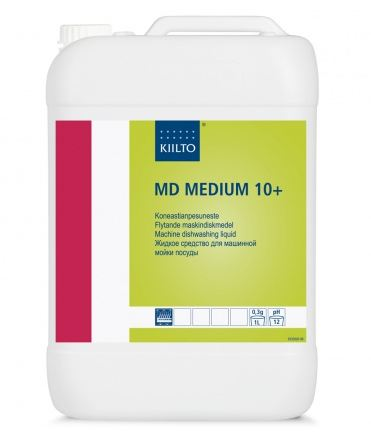 KIILTO
®
MD MEDIUM 10+
Koneastianpesuneste
Flytande maskindiskmedel
Machine dishwashing liquid
Жидкое средство для машинной
мойки посуды
0,3g
1L
pH
12